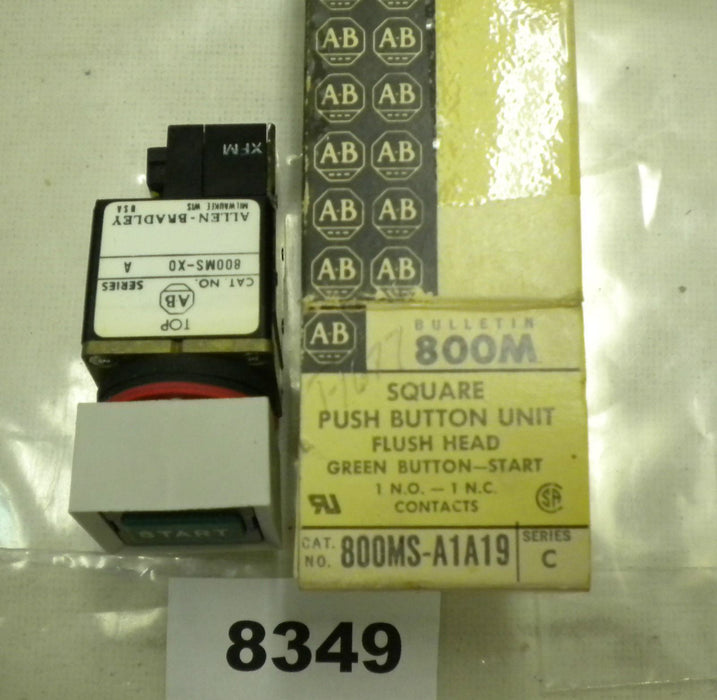 A-B A-B
A-B A-B
A-B A-B
A-B A-B
A-B A-B
A-B
BULLETIN
800M
SQUARE
PUSH BUTTON UNIT
FLUSH HEAD
GREEN BUTTON—START
1 N.O. — 1 N.C.
CONTACTS
CAT. NO. 800MS-A1A19 SERIES C
XFM
TOP
AB
CAT. NO. SERIES
800MS-X0 A
ALLEN-BRADLEY
MILWAUKEE WIS USA
START
8349